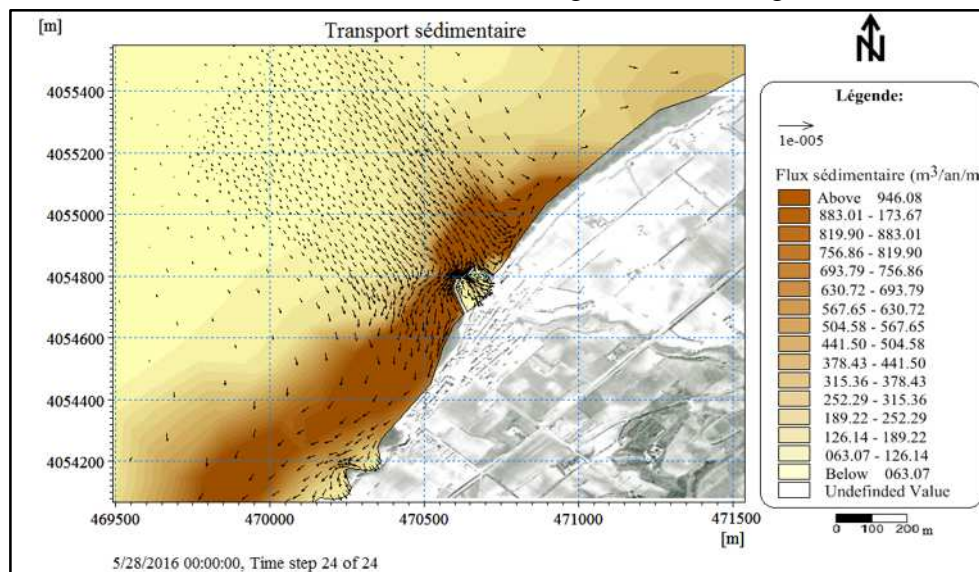 [m]
Transport sédimentaire
4055400
4055200
4055000
4054800
4054600
4054400
4054200
469500 470000 470500 471000 471500
[m]
5/28/2016 00:00:00, Time step 24 of 24
N
Légende:
1e-005
Flux sédimentaire (m³/an/m
Above 946.08
883.01 - 173.67
819.90 - 883.01
756.86 - 819.90
693.79 - 756.86
630.72 - 693.79
567.65 - 630.72
504.58 - 567.65
441.50 - 504.58
378.43 - 441.50
315.36 - 378.43
252.29 - 315.36
189.22 - 252.29
126.14 - 189.22
063.07 - 126.14
Below 063.07
Undefinded Value
0 100 200 m